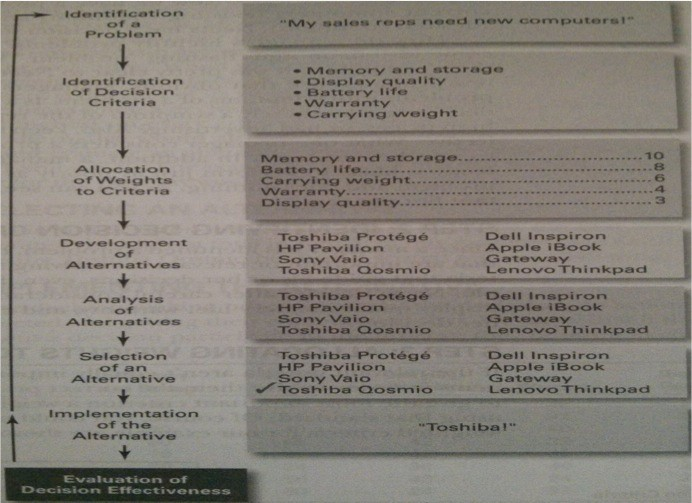 Identification
of a
Problem
"My sales reps need new computers!"
Identification
of Decision
Criteria
• Memory and storage
• Display quality
• Battery life
• Warranty
• Carrying weight
Allocation
of Weights
to Criteria
Memory and storage.......................................10
Battery life.......................................................8
Carrying weight...............................................6
Warranty...........................................................4
Display quality.................................................3
Development
of
Alternatives
Toshiba Protégé Dell Inspiron
HP Pavilion Apple iBook
Sony Vaio Gateway
Toshiba Qosmio Lenovo Thinkpad
Analysis
of
Alternatives
Toshiba Protégé Dell Inspiron
HP Pavilion Apple iBook
Sony Vaio Gateway
Toshiba Qosmio Lenovo Thinkpad
Selection
of an
Alternative
Toshiba Protégé Dell Inspiron
HP Pavilion Apple iBook
Sony Vaio Gateway
✓ Toshiba Qosmio Lenovo Thinkpad
Implementation
of the
Alternative
"Toshiba!"
Evaluation of
Decision Effectiveness